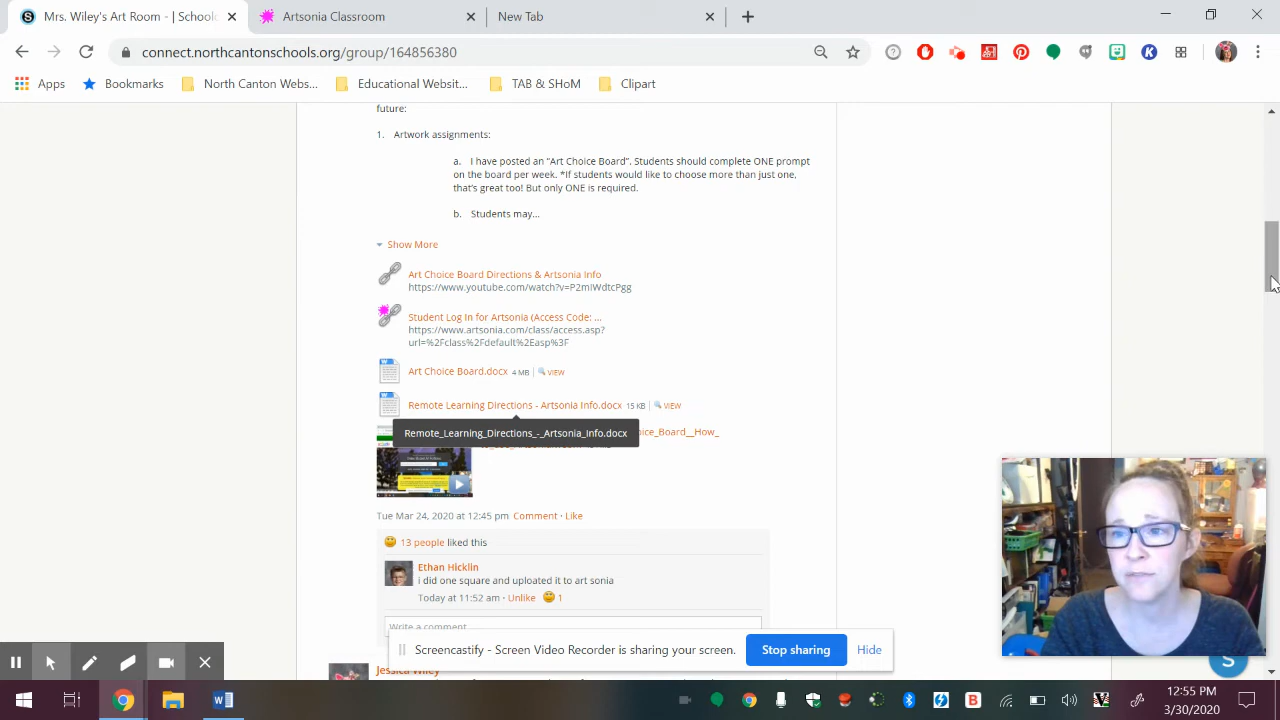 Mrs. Wiley's Art Room - | Schoolo
Artsonia Classroom
New Tab
connect.northcantonschools.org/group/164856380
Apps
Bookmarks
North Canton Webs...
Educational Websit...
TAB & SHoM
Clipart
future:
1. Artwork assignments:
a. I have posted an "Art Choice Board". Students should complete ONE prompt
on the board per week. *If students would like to choose more than just one,
that's great too! But only ONE is required.
b. Students may...
Show More
Art Choice Board Directions & Artsonia Info
https://www.youtube.com/watch?v=P2mIWdtcPgg
Student Log In for Artsonia (Access Code: ...
https://www.artsonia.com/class/access.asp?
url=%2Fclass%2Fdefault%2Easp%3F
Art Choice Board.docx 4 MB | VIEW
Remote Learning Directions - Artsonia Info.docx 15 KB | VIEW
Remote_Learning_Directions_-_Artsonia_Info.docx
oice_Board__How_
Tue Mar 24, 2020 at 12:45 pm Comment · Like
13 people liked this
Ethan Hicklin
i did one square and uploaded it to art sonia
Today at 11:52 am · Unlike 1
Write a comment
Screencastify - Screen Video Recorder is sharing your screen.
Stop sharing
Hide
Jessica Wiley
12:55 PM
3/30/2020